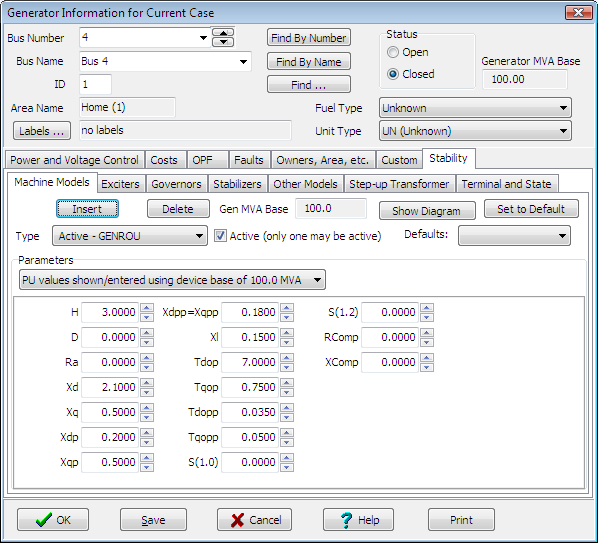 Generator Information for Current Case
Bus Number 4 Find By Number Status
Open
Bus Name Bus 4 Find By Name Closed Generator MVA Base
ID 1 Find ... 100.00
Area Name Home (1) Fuel Type Unknown
Labels ... no labels Unit Type UN (Unknown)
Power and Voltage Control Costs OPF Faults Owners, Area, etc. Custom Stability
Machine Models Exciters Governors Stabilizers Other Models Step-up Transformer Terminal and State
Insert Delete Gen MVA Base 100.0 Show Diagram Set to Default
Type Active - GENROU Active (only one may be active) Defaults:
Parameters
PU values shown/entered using device base of 100.0 MVA
H 3.0000 Xdpp=Xqpp 0.1800 S(1.2) 0.0000
D 0.0000 Xl 0.1500 RComp 0.0000
Ra 0.0000 Tdop 7.0000 XComp 0.0000
Xd 2.1000 Tqop 0.7500
Xq 0.5000 Tdopp 0.0350
Xdp 0.2000 Tqopp 0.0500
Xqp 0.5000 S(1.0) 0.0000
OK Save Cancel ? Help Print